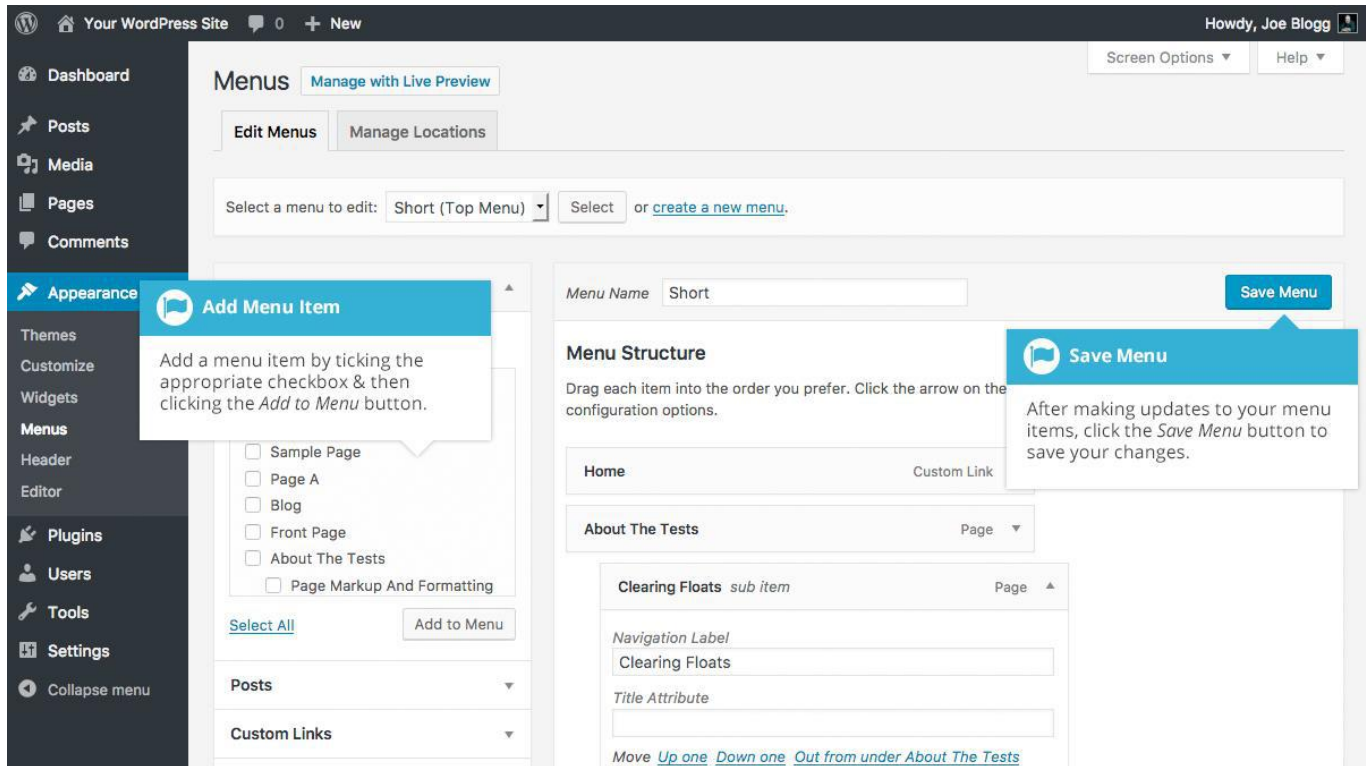 Your WordPress Site 0 + New
Howdy, Joe Blogg
Screen Options ▼ Help ▼
Dashboard
Posts
Media
Pages
Comments
Appearance
Themes
Customize
Widgets
Menus
Header
Editor
Plugins
Users
Tools
Settings
Collapse menu
Menus Manage with Live Preview
Edit Menus Manage Locations
Select a menu to edit: Short (Top Menu) Select or create a new menu.
Add Menu Item
Add a menu item by ticking the
appropriate checkbox & then
clicking the Add to Menu button.
Sample Page
Page A
Blog
Front Page
About The Tests
Page Markup And Formatting
Select All Add to Menu
Posts
Custom Links
Menu Name Short Save Menu
Menu Structure
Drag each item into the order you prefer. Click the arrow on the
configuration options.
Save Menu
After making updates to your menu
items, click the Save Menu button to
save your changes.
Home Custom Link
About The Tests Page
Clearing Floats sub item Page
Navigation Label
Clearing Floats
Title Attribute
Move Up one Down one Out from under About The Tests